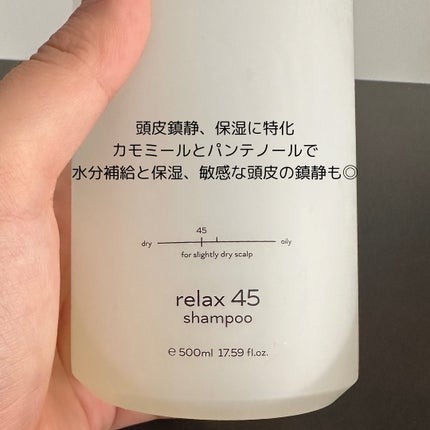 頭皮鎮静、保湿に特化
カモミールとパンテノールで
水分補給と保湿、敏感な頭皮の鎮静も◎
45
dry oily
for slightly dry scalp
relax 45
shampoo
e 500ml 17.59 fl.oz.